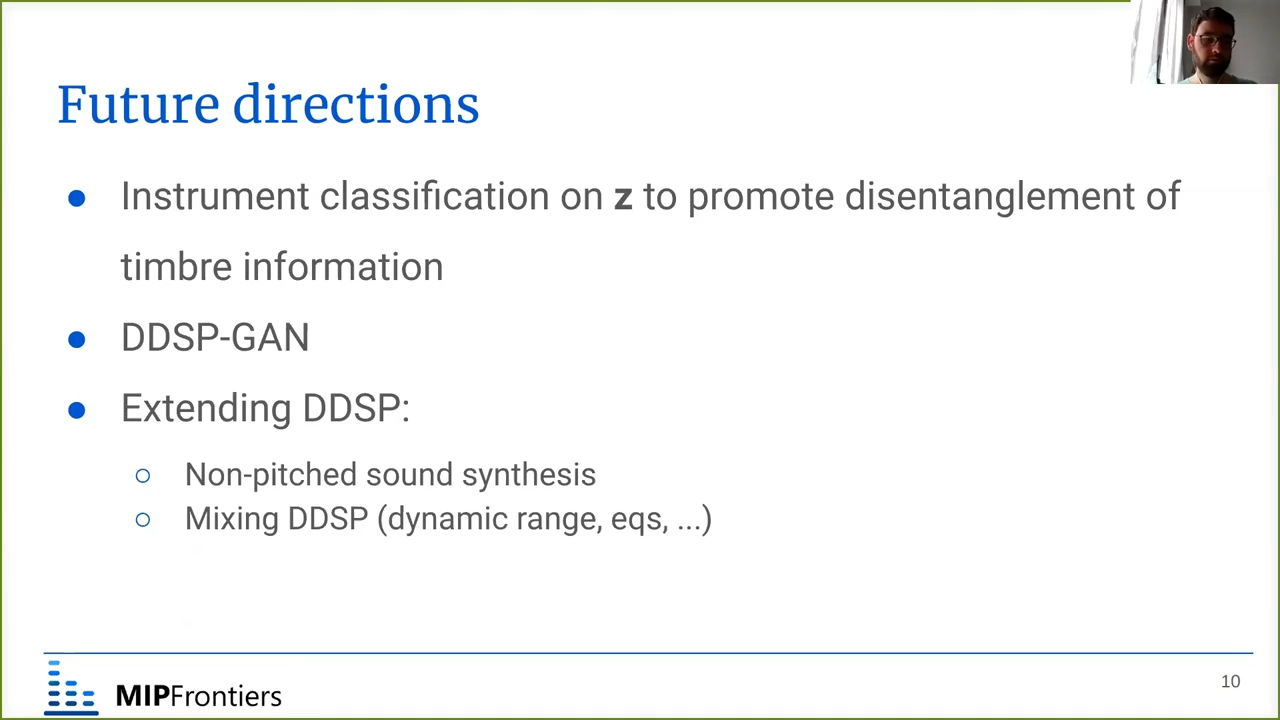 Future directions
● Instrument classification on z to promote disentanglement of
timbre information
● DDSP-GAN
● Extending DDSP:
○ Non-pitched sound synthesis
○ Mixing DDSP (dynamic range, eqs, ...)
MIPFrontiers
10